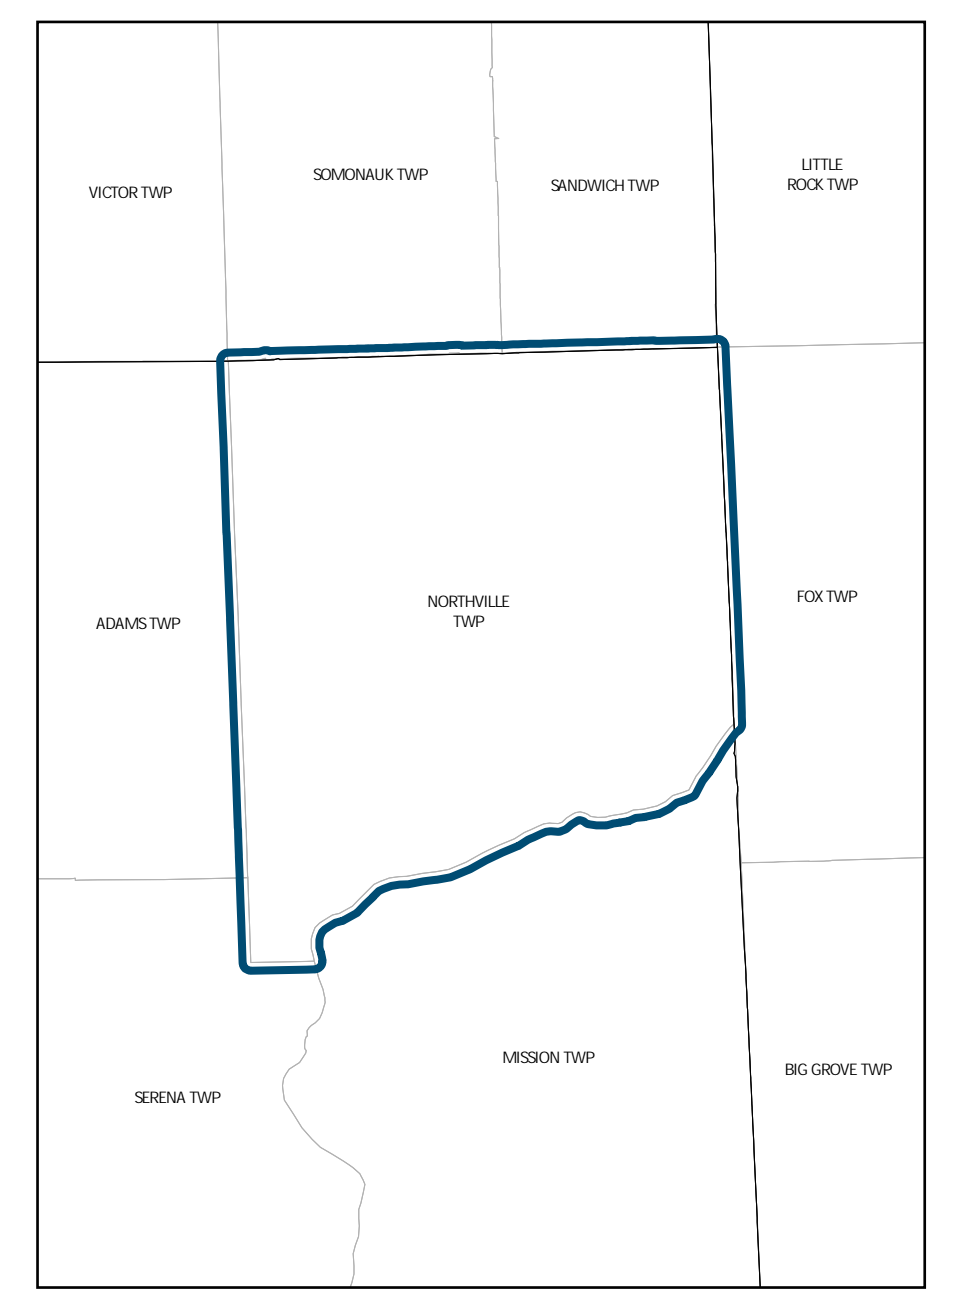 LITTLE
ROCK TWP
SOMONAUK TWP
SANDWICH TWP
VICTOR TWP
NORTHVILLE
TWP
FOX TWP
ADAMS TWP
MISSION TWP
BIG GROVE TWP
SERENA TWP